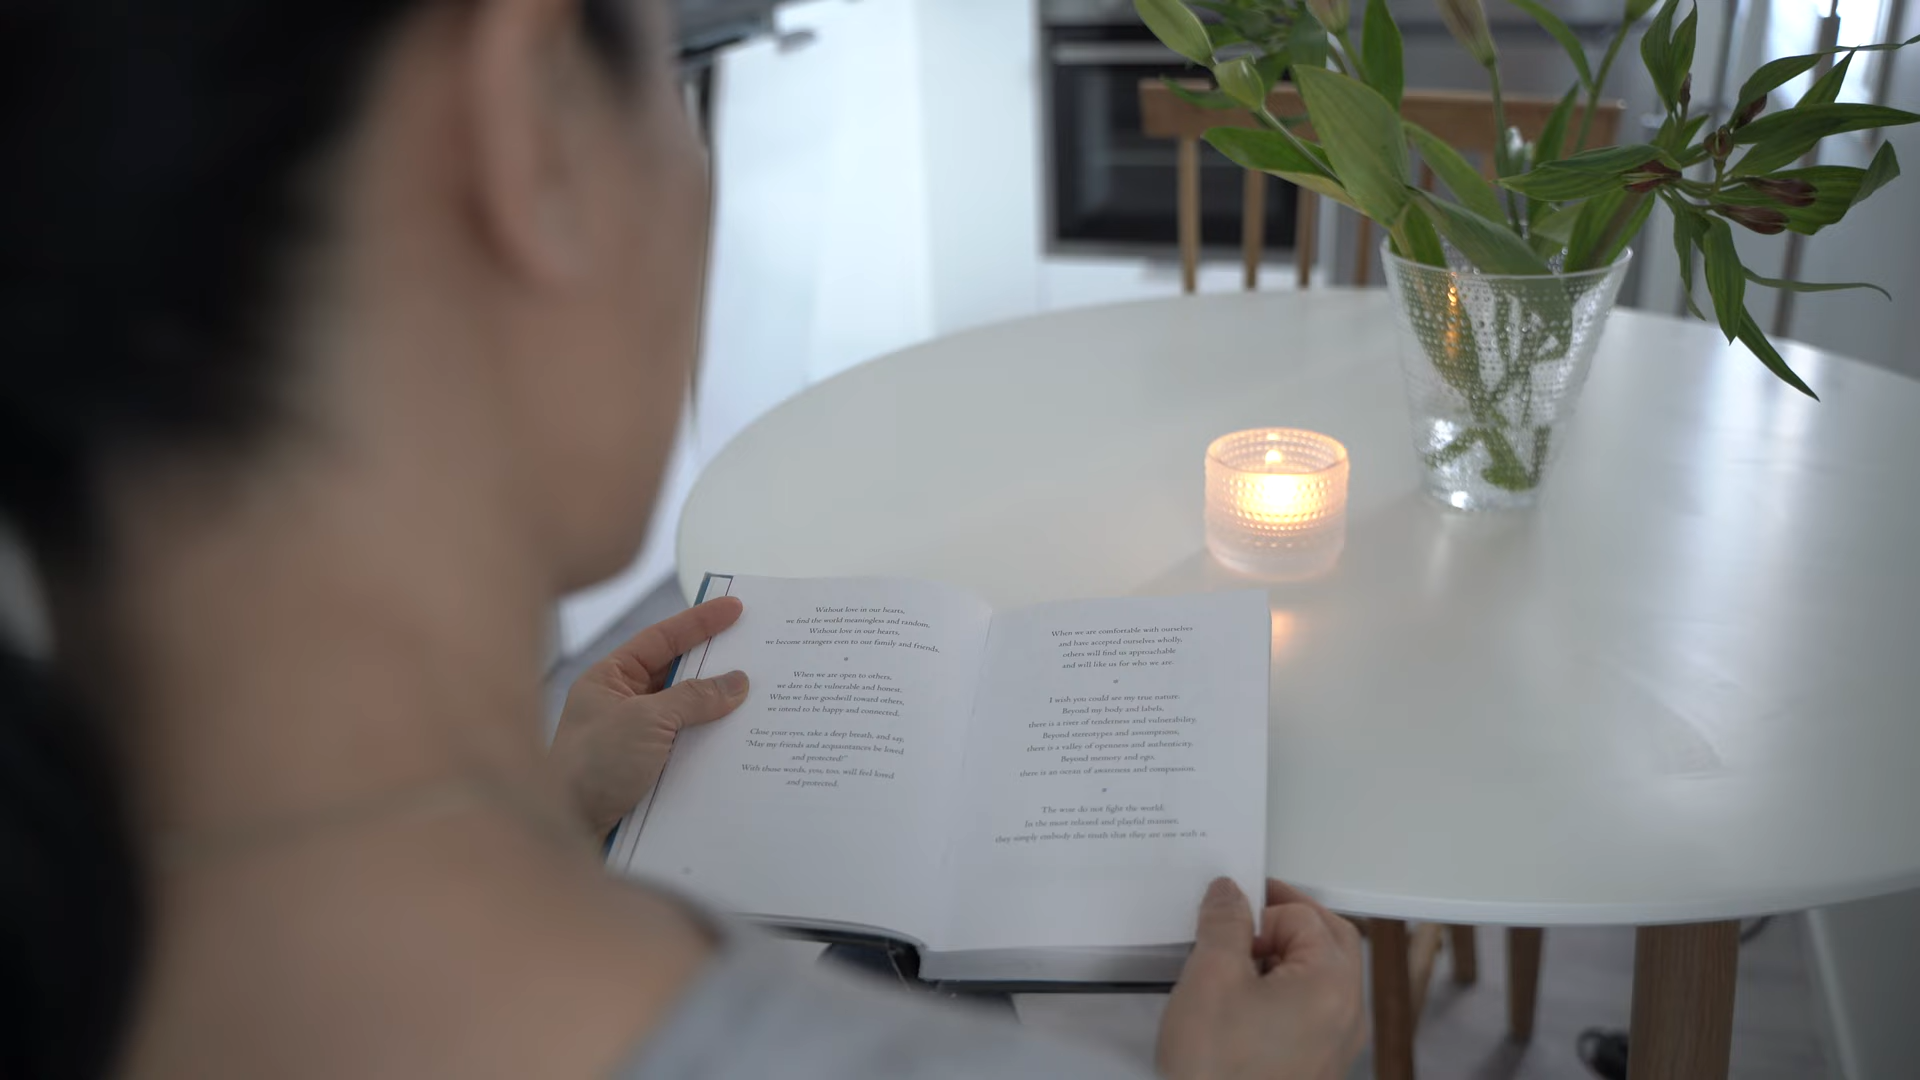 Without love in our hearts,
we find the world meaningless and random,
Without love in our hearts,
we become strangers even to our family and friends.
*
When we are open to others,
we dare to be vulnerable and honest.
When we have goodwill toward others,
we intend to be happy and connected.
Close your eyes, take a deep breath, and say,
"May my friends and acquaintances be loved
and protected!"
With those words, you, too, will feel loved
and protected.
When we are comfortable with ourselves
and have accepted ourselves wholly,
others will find us approachable
and will like us for who we are.
*
I wish you could see my true nature.
Beyond my body and labels,
there is a river of tenderness and vulnerability.
Beyond stereotypes and assumptions,
there is a valley of openness and authenticity.
Beyond memory and ego,
there is an ocean of awareness and compassion.
*
The wise do not fight the world.
In the most relaxed and playful manner,
they simply embody the truth that they are one with it.